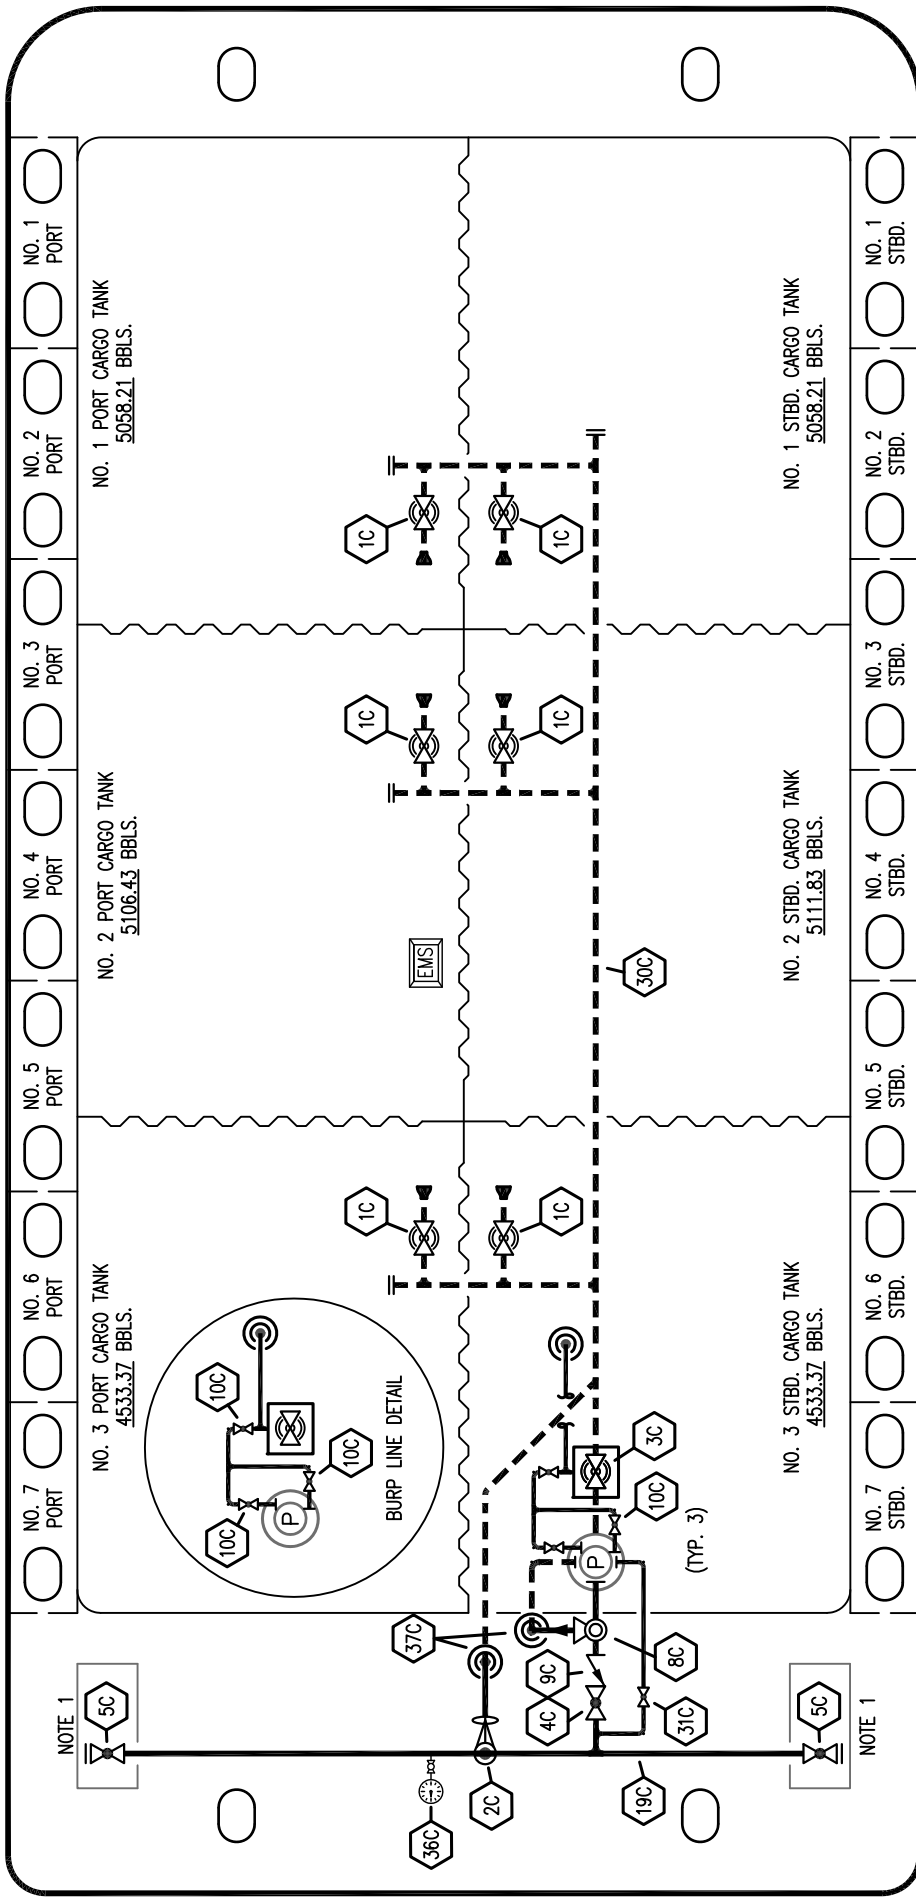 NO. 7
PORT
NO. 6
PORT
NO. 5
PORT
NO. 4
PORT
NO. 3
PORT
NO. 2
PORT
NO. 1
PORT
NO. 3 PORT CARGO TANK
4533.37 BBLS.
NO. 2 PORT CARGO TANK
5106.43 BBLS.
NO. 1 PORT CARGO TANK
5058.21 BBLS.
NOTE 1
5C
10C
10C
10C
P
BURP LINE DETAIL
1C
1C
1C
EMS
36C
2C
37C
1C
1C
1C
9C
4C
P
3C
10C
(TYP. 3)
30C
19C
31C
8C
NO. 3 STBD. CARGO TANK
4533.37 BBLS.
NO. 2 STBD. CARGO TANK
5111.83 BBLS.
NO. 1 STBD. CARGO TANK
5058.21 BBLS.
5C
NOTE 1
NO. 7
STBD.
NO. 6
STBD.
NO. 5
STBD.
NO. 4
STBD.
NO. 3
STBD.
NO. 2
STBD.
NO. 1
STBD.